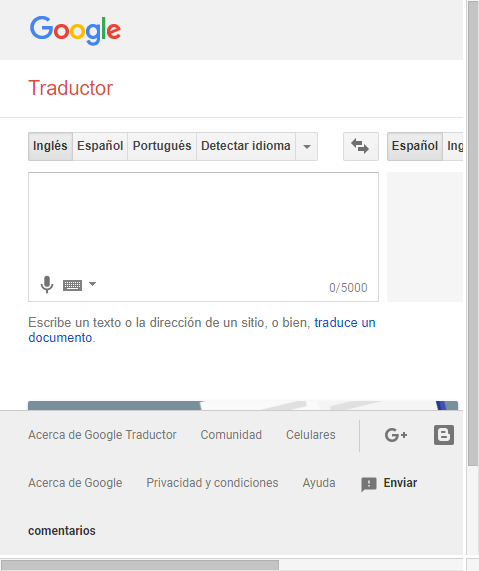 Google
Traductor
Inglés Español Portugués Detectar idioma Español Ing
0/5000
Escribe un texto o la dirección de un sitio, o bien, traduce un
documento.
Acerca de Google Traductor Comunidad Celulares G+
Acerca de Google Privacidad y condiciones Ayuda Enviar
comentarios